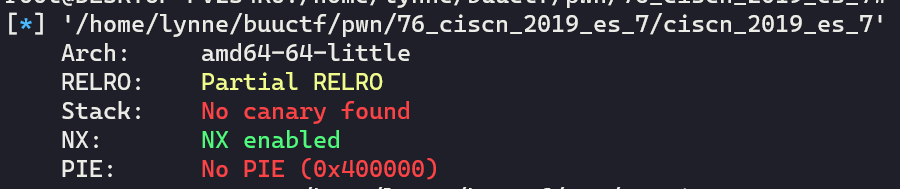 [*] '/home/lynne/buuctf/pwn/76_ciscn_2019_es_7/ciscn_2019_es_7'
Arch: amd64-64-little
RELRO: Partial RELRO
Stack: No canary found
NX: NX enabled
PIE: No PIE (0x400000)